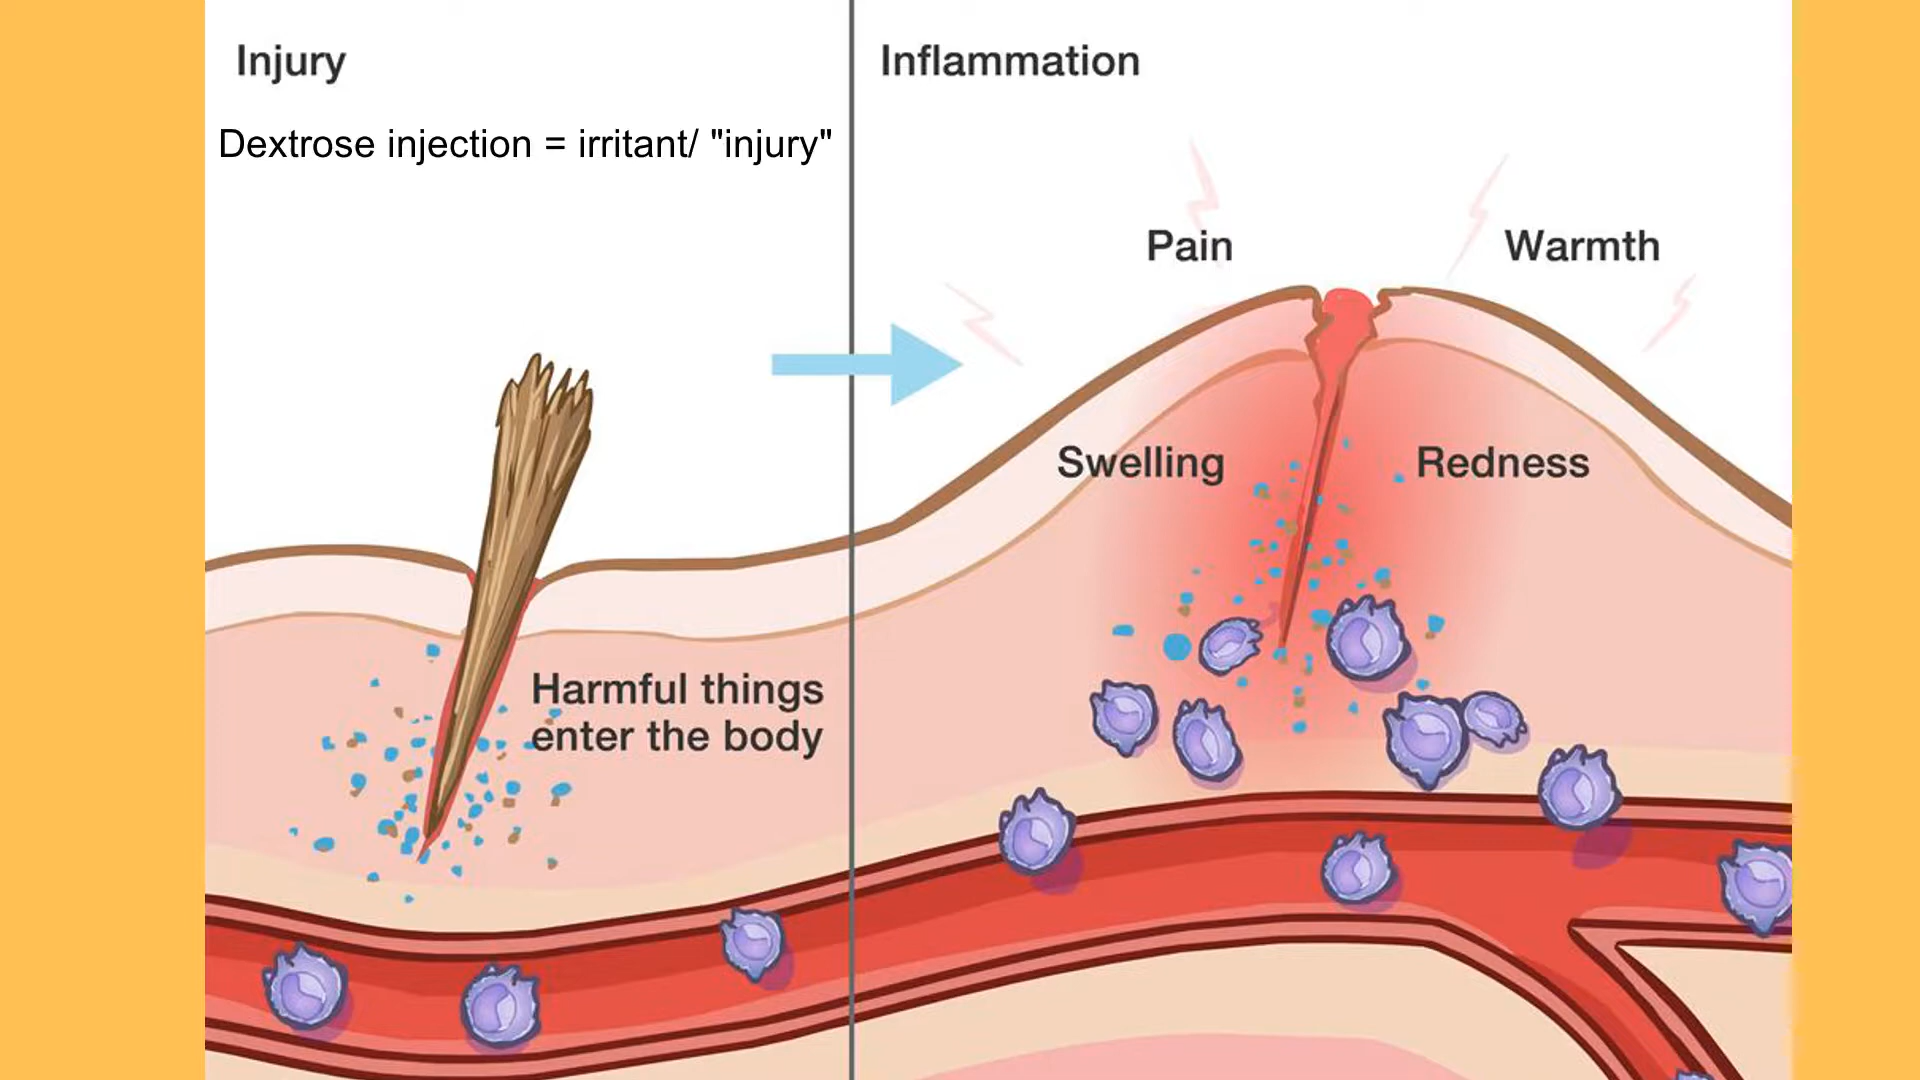 Injury
Dextrose injection = irritant/ "injury"
Harmful things
enter the body
Inflammation
Pain
Warmth
Swelling
Redness